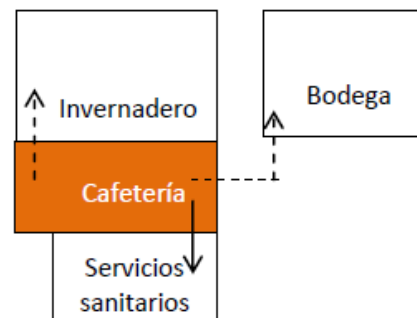 Invernadero
Bodega
Cafetería
Servicios
sanitarios